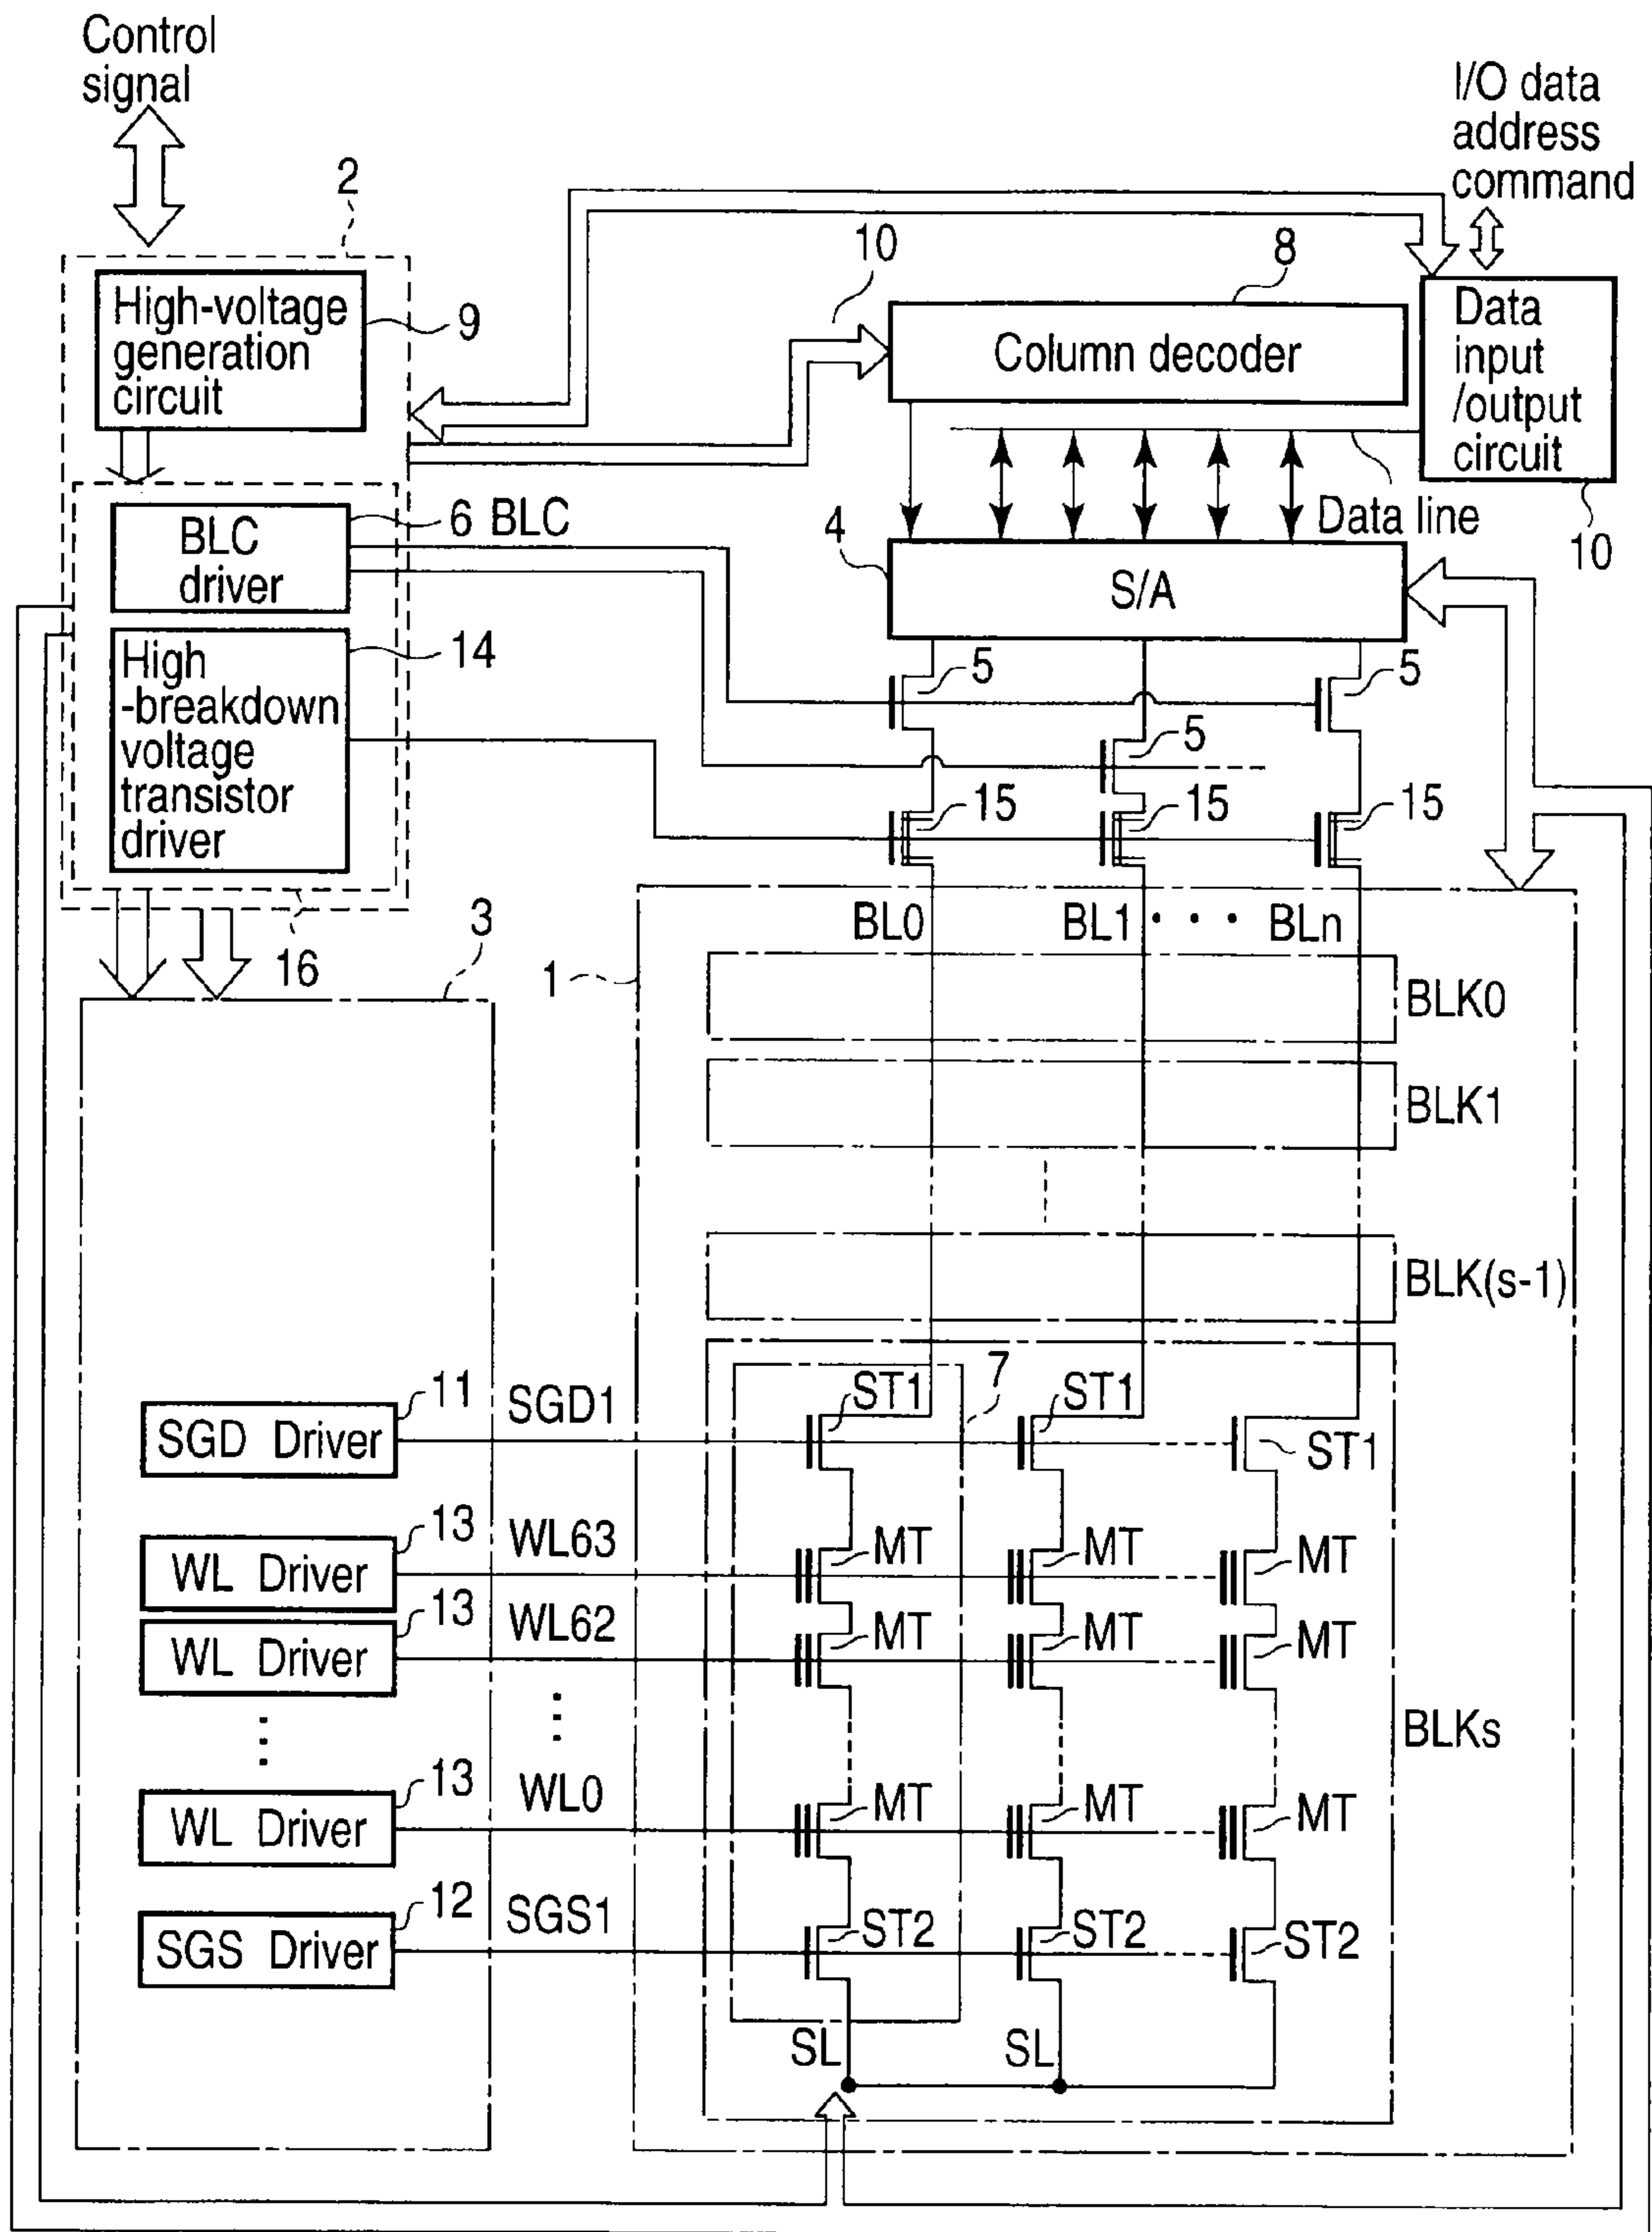 Control
signal
I/O data
address
command
2
10
8
High-voltage
generation
circuit
9
Column decoder
Data
input
/output
circuit
10
Data line
BLC
driver
6 BLC
4
S/A
High
-breakdown
voltage
transistor
driver
14
5
5
5
15
15
15
16
3
1
BL0
BL1 · · · BLn
BLK0
BLK1
BLK(s-1)
7
SGD Driver
11
SGD1
ST1
ST1
ST1
WL Driver
13
WL63
MT
MT
MT
WL Driver
13
WL62
MT
MT
MT
BLKs
WL Driver
13
WL0
MT
MT
MT
SGS Driver
12
SGS1
ST2
ST2
ST2
SL
SL